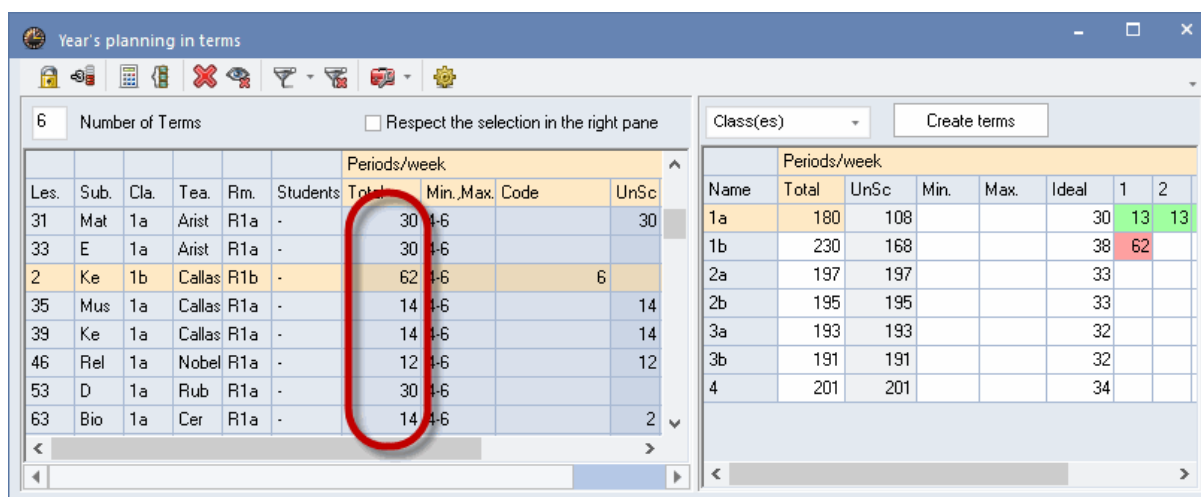 Year's planning in terms
6 Number of Terms Respect the selection in the right pane
Periods/week
Les. Sub. Cla. Tea. Rm. Students Total Min.,Max. Code UnSc
31 Mat 1a Arist R1a - 30 4-6 30
33 E 1a Arist R1a - 30 4-6
2 Ke 1b Callas R1b - 62 4-6 6
35 Mus 1a Callas R1a - 14 4-6 14
39 Ke 1a Callas R1a - 14 4-6 14
46 Rel 1a Nobel R1a - 12 4-6 12
53 D 1a Rub R1a - 30 4-6
63 Bio 1a Cer R1a - 14 4-6 2
Class(es) Create terms
Periods/week
Name Total UnSc Min. Max. Ideal 1 2
1a 180 108 30 13 13
1b 230 168 38 62
2a 197 197 33
2b 195 195 33
3a 193 193 32
3b 191 191 32
4 201 201 34